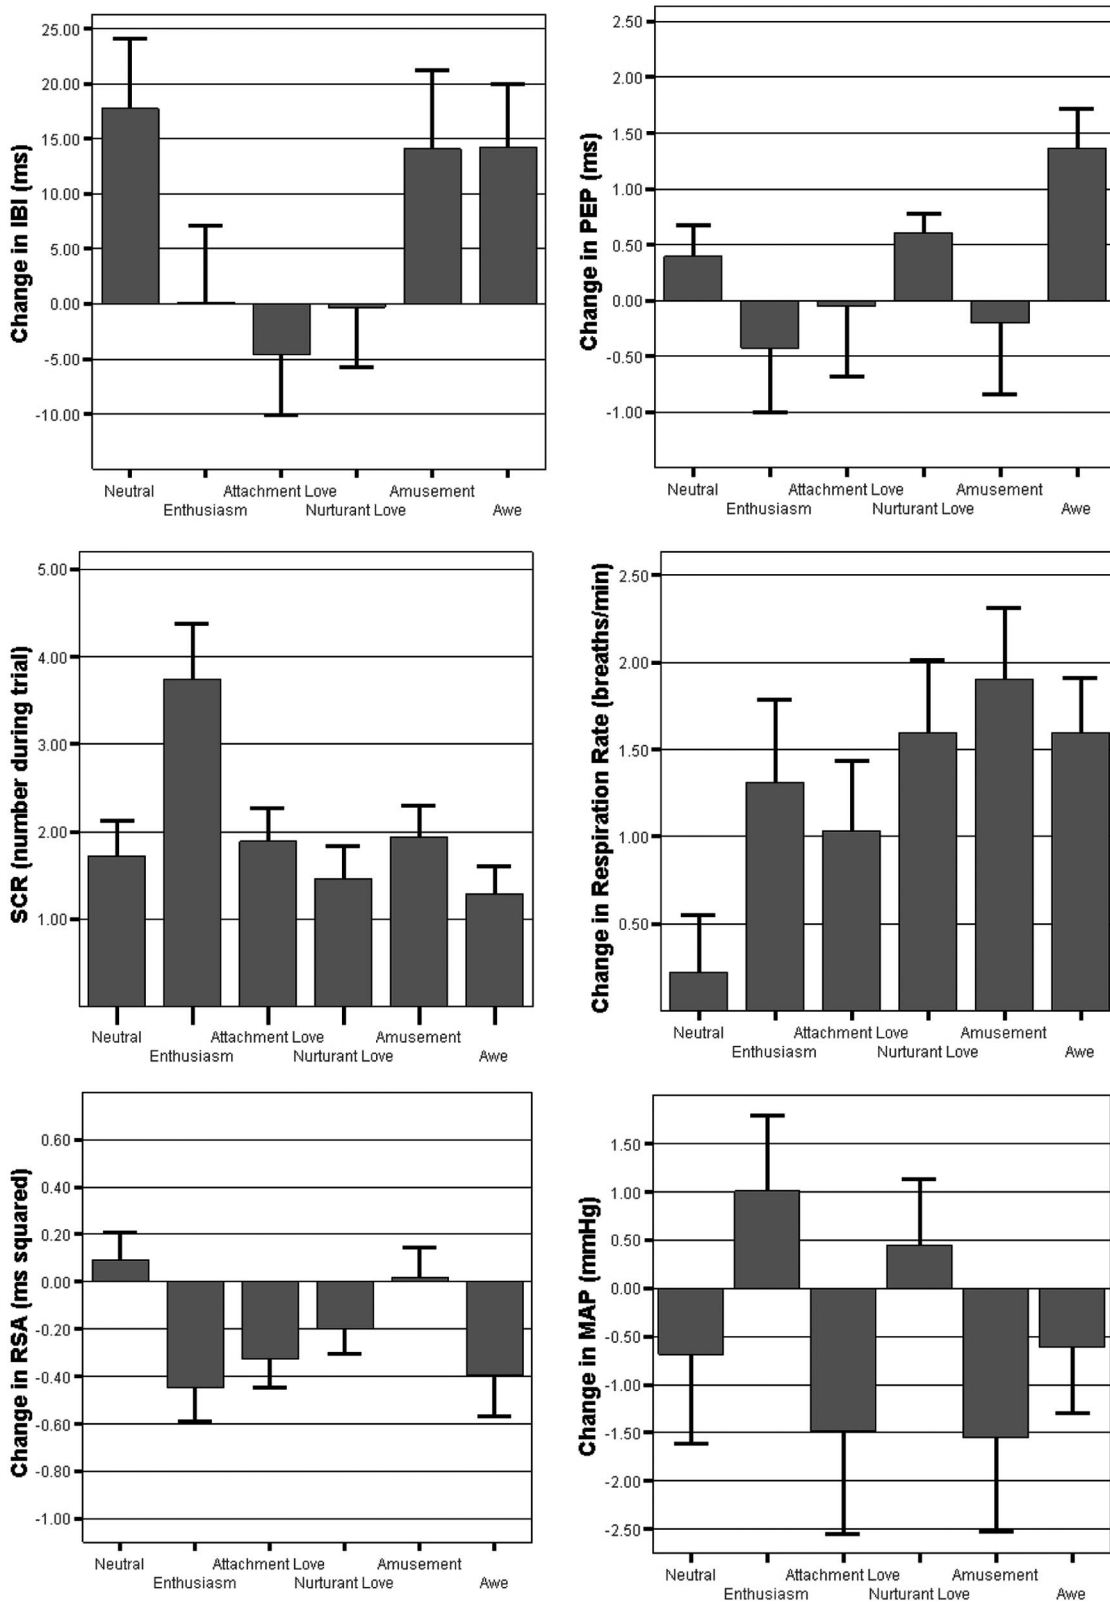 Change in IBI (ms)
25.00
20.00
15.00
10.00
5.00
0.00
-5.00
-10.00
Neutral
Enthusiasm
Attachment Love
Nurturant Love
Amusement
Awe
Change in PEP (ms)
2.50
2.00
1.50
1.00
0.50
0.00
-0.50
-1.00
Neutral
Enthusiasm
Attachment Love
Nurturant Love
Amusement
Awe
SCR (number during trial)
5.00
4.00
3.00
2.00
1.00
Neutral
Enthusiasm
Attachment Love
Nurturant Love
Amusement
Awe
Change in Respiration Rate (breaths/min)
2.50
2.00
1.50
1.00
0.50
Neutral
Enthusiasm
Attachment Love
Nurturant Love
Amusement
Awe
Change in RSA (ms squared)
0.60
0.40
0.20
0.00
-0.20
-0.40
-0.60
-0.80
-1.00
Neutral
Enthusiasm
Attachment Love
Nurturant Love
Amusement
Awe
Change in MAP (mmHg)
1.50
1.00
0.50
0.00
-0.50
-1.00
-1.50
-2.00
-2.50
Neutral
Enthusiasm
Attachment Love
Nurturant Love
Amusement
Awe